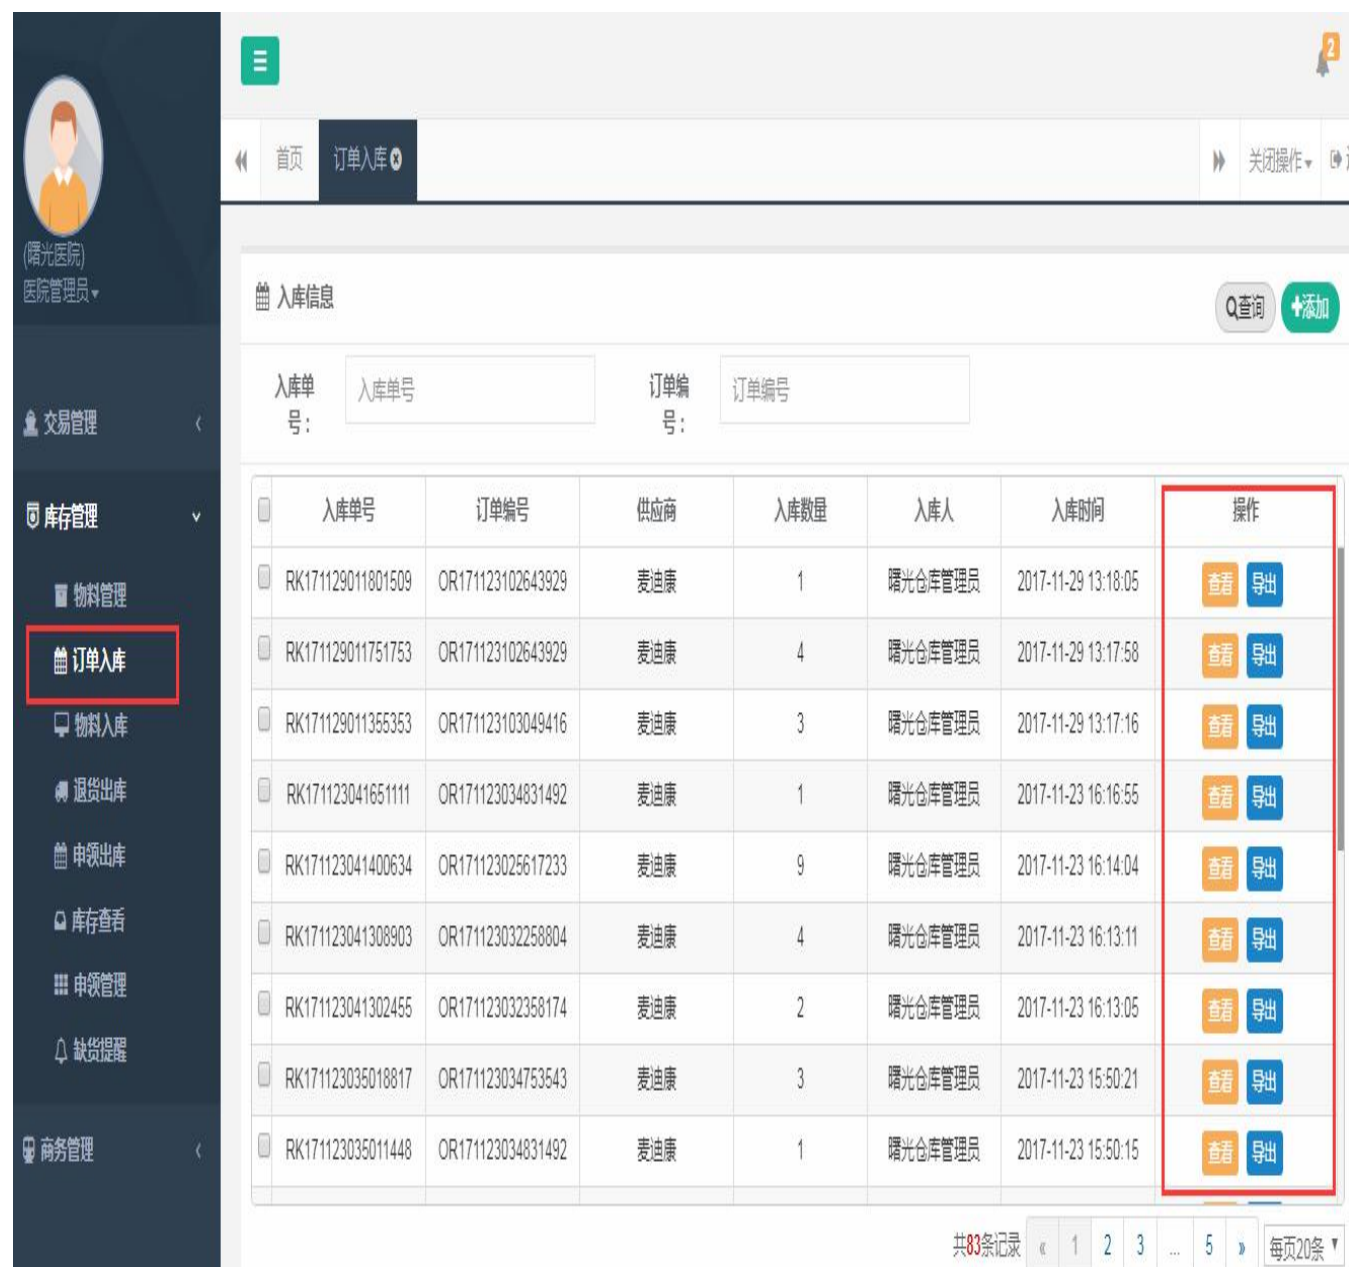 2
首页
订单入库
关闭操作
(曙光医院)
医院管理员
入库信息
查询
添加
入库单号：
入库单号
订单编号：
订单编号
交易管理
库存管理
物料管理
订单入库
物料入库
退货出库
申领出库
库存查看
申领管理
缺货提醒
商务管理
入库单号 订单编号 供应商 入库数量 入库人 入库时间 操作
RK171129011801509 OR171123102643929 麦迪康 1 曙光仓库管理员 2017-11-29 13:18:05 查看 导出
RK171129011751753 OR171123102643929 麦迪康 4 曙光仓库管理员 2017-11-29 13:17:58 查看 导出
RK171129011355353 OR171123103049416 麦迪康 3 曙光仓库管理员 2017-11-29 13:17:16 查看 导出
RK171123041651111 OR171123034831492 麦迪康 1 曙光仓库管理员 2017-11-23 16:16:55 查看 导出
RK171123041400634 OR171123025617233 麦迪康 9 曙光仓库管理员 2017-11-23 16:14:04 查看 导出
RK171123041308903 OR171123032258804 麦迪康 4 曙光仓库管理员 2017-11-23 16:13:11 查看 导出
RK171123041302455 OR171123032358174 麦迪康 2 曙光仓库管理员 2017-11-23 16:13:05 查看 导出
RK171123035018817 OR171123034753543 麦迪康 3 曙光仓库管理员 2017-11-23 15:50:21 查看 导出
RK171123035011448 OR171123034831492 麦迪康 1 曙光仓库管理员 2017-11-23 15:50:15 查看 导出
共83条记录 « 1 2 3 ... 5 » 每页20条